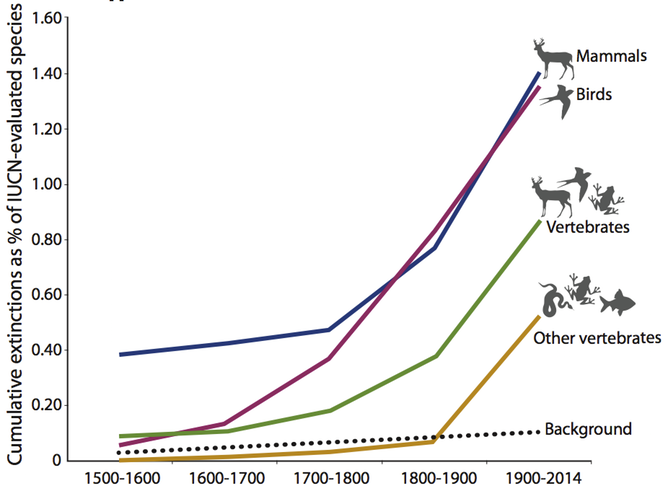 Cumulative extinctions as % of IUCN-evaluated species
1.60
1.40
1.20
1.00
0.80
0.60
0.40
0.20
0
Mammals
Birds
Vertebrates
Other vertebrates
Background
1500-1600
1600-1700
1700-1800
1800-1900
1900-2014